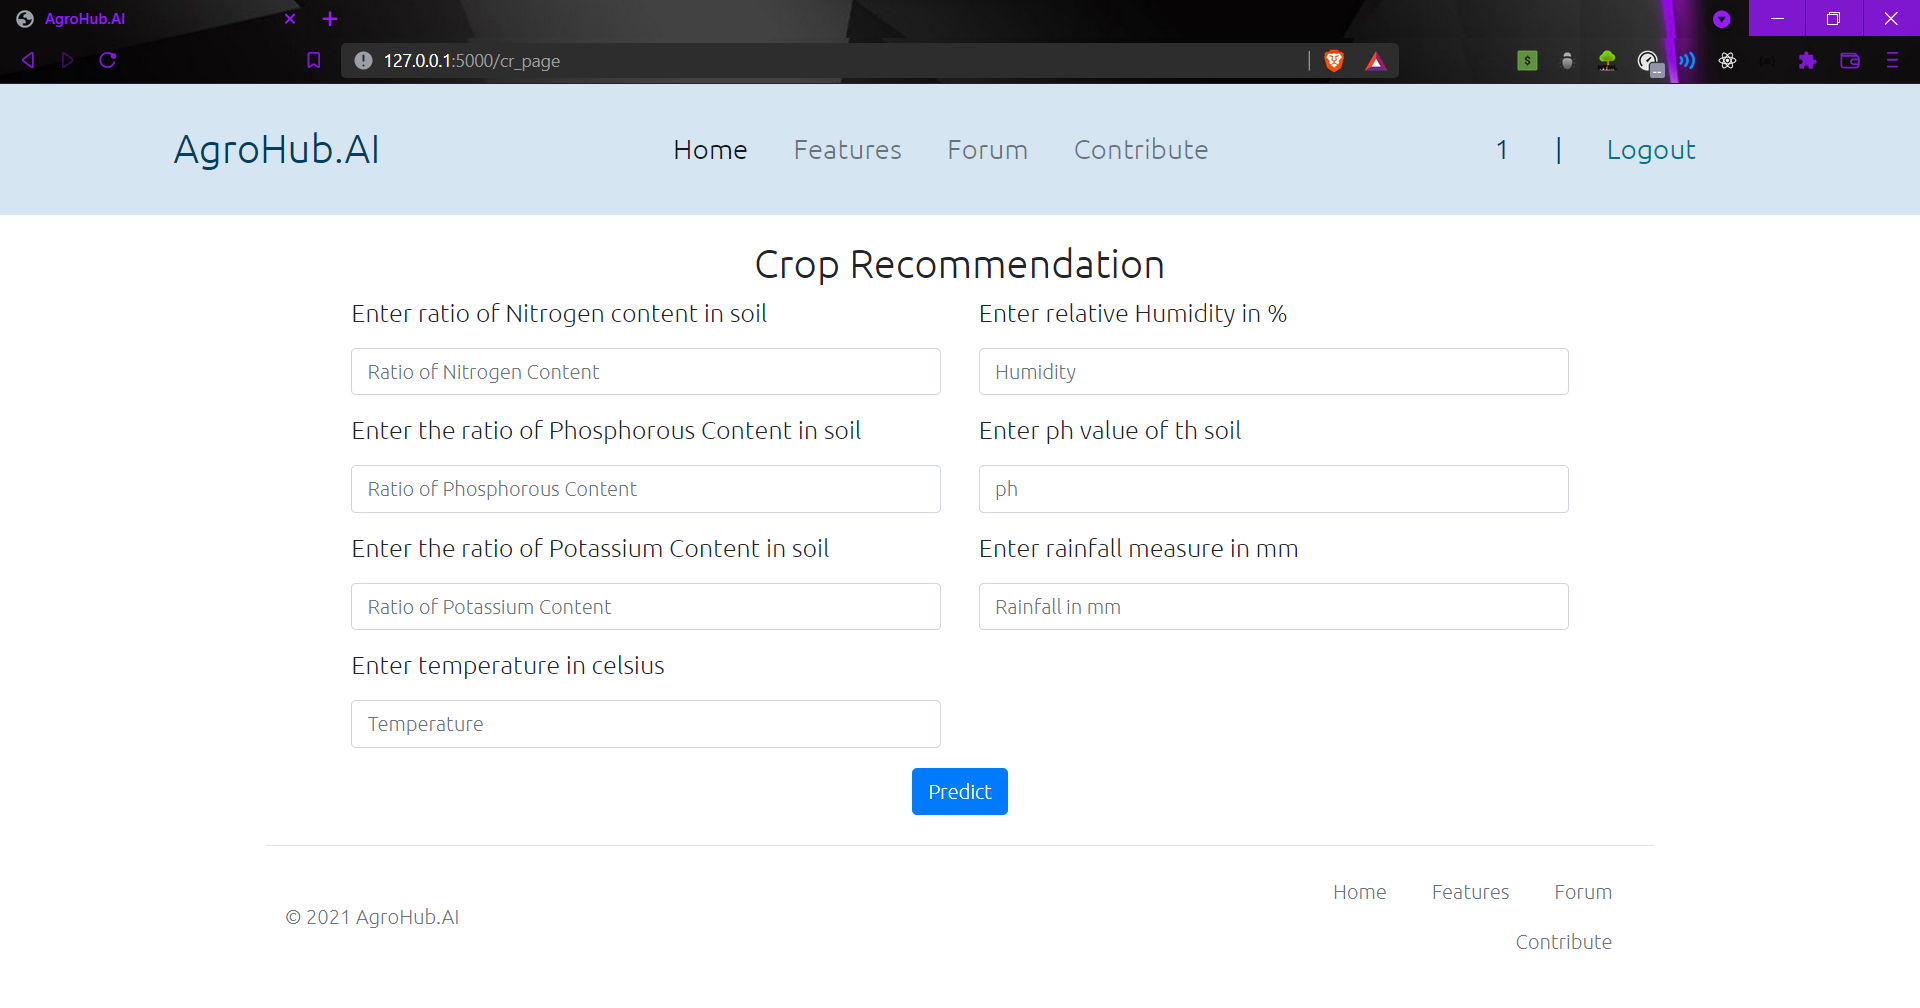 AgroHub.AI
127.0.0.1:5000/cr_page
AgroHub.AI
Home Features Forum Contribute
1 | Logout
Crop Recommendation
Enter ratio of Nitrogen content in soil
Ratio of Nitrogen Content
Enter the ratio of Phosphorous Content in soil
Ratio of Phosphorous Content
Enter the ratio of Potassium Content in soil
Ratio of Potassium Content
Enter temperature in celsius
Temperature
Enter relative Humidity in %
Humidity
Enter ph value of th soil
ph
Enter rainfall measure in mm
Rainfall in mm
Predict
© 2021 AgroHub.AI
Home Features Forum
Contribute